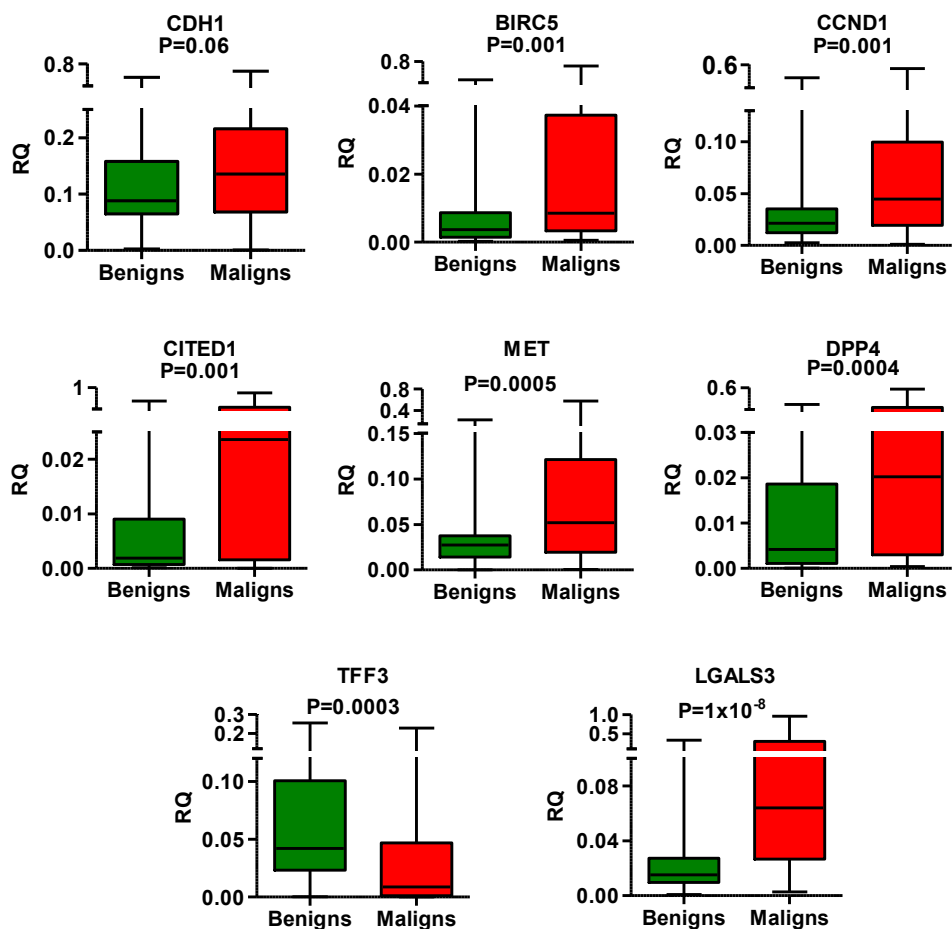 CDH1
P=0.06
0.8
0.2
0.1
0.0
RQ
Benigns Maligns
BIRC5
P=0.001
0.8
0.04
0.02
0.00
RQ
Benigns Maligns
CCND1
P=0.001
0.6
0.10
0.05
0.00
RQ
Benigns Maligns
CITED1
P=0.001
1
0.02
0.01
0.00
RQ
Benigns Maligns
MET
P=0.0005
0.8
0.4
0.15
0.10
0.05
0.00
RQ
Benigns Maligns
DPP4
P=0.0004
0.6
0.03
0.02
0.01
0.00
RQ
Benigns Maligns
TFF3
P=0.0003
0.3
0.2
0.10
0.05
0.00
RQ
Benigns Maligns
LGALS3
P=1x10⁻⁸
1.0
0.5
0.08
0.04
0.00
RQ
Benigns Maligns